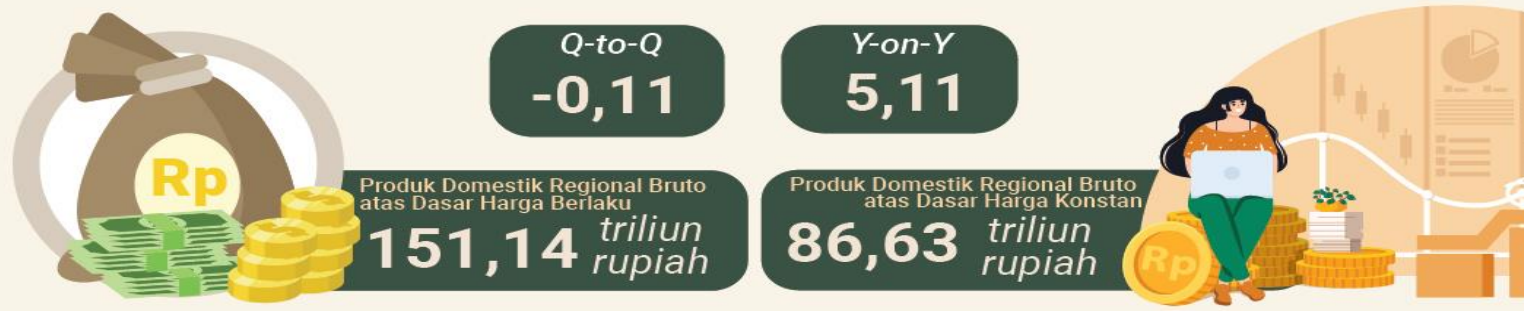 Q-to-Q
-0,11
Y-on-Y
5,11
Rp
Produk Domestik Regional Bruto
atas Dasar Harga Berlaku
151,14 triliun
rupiah
Produk Domestik Regional Bruto
atas Dasar Harga Konstan
86,63 triliun
rupiah
Rp